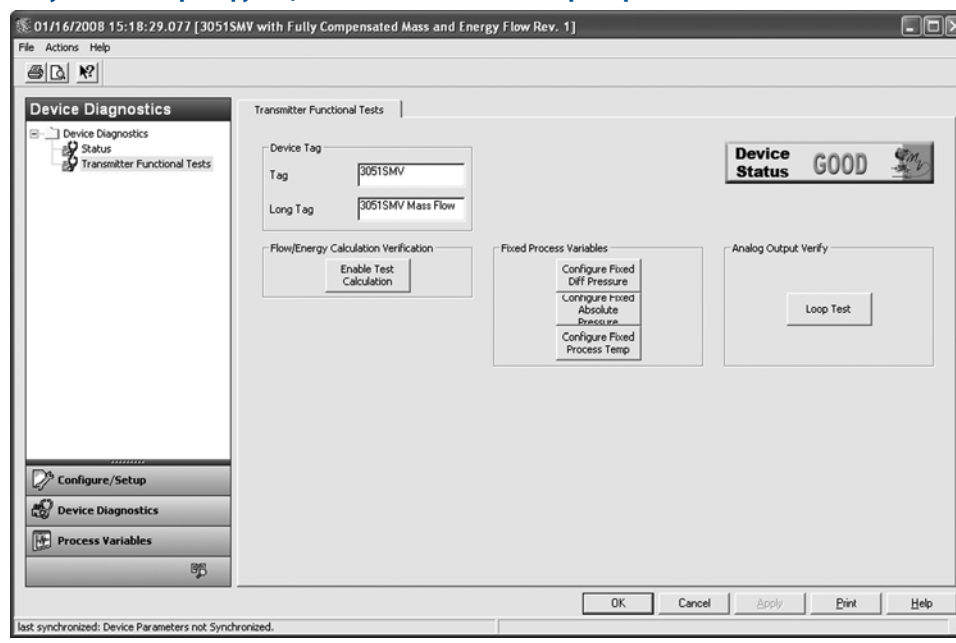 01/16/2008 15:18:29.077 [3051SMV with Fully Compensated Mass and Energy Flow Rev. 1]
File Actions Help
Device Diagnostics
Device Diagnostics
Status
Transmitter Functional Tests
Configure/Setup
Device Diagnostics
Process Variables
Transmitter Functional Tests
Device Tag
Tag
3051SMV
Long Tag
3051SMV Mass Flow
Device
Status
GOOD
Flow/Energy Calculation Verification
Enable Test
Calculation
Fixed Process Variables
Configure Fixed
Diff Pressure
Configure Fixed
Absolute
Pressure
Configure Fixed
Process Temp
Analog Output Verify
Loop Test
OK Cancel Apply Print Help
last synchronized: Device Parameters not Synchronized.